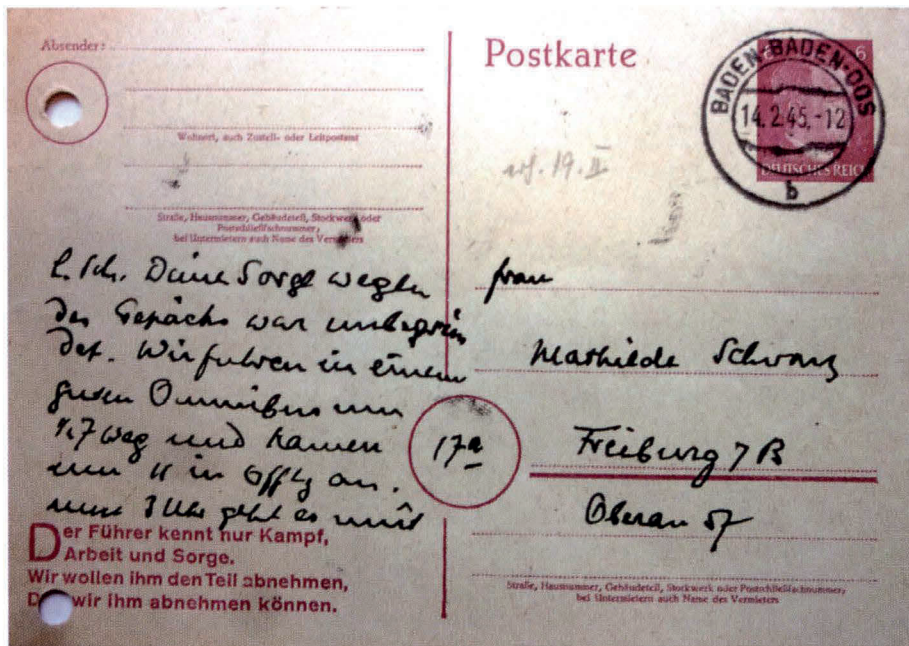 Absender:
Wohnort, auch Zustell- oder Leitpostamt
Straße, Hausnummer, Gebäudeteil, Stockwerk oder
Postschließfachnummer;
bei Untermietern auch Name des Vermieters
Postkarte
6
BADEN-BADEN-OOS
14.2.45.-12
b
DEUTSCHES REICH
19. II
L. Sch. Deine Sorge wegen
des Gepäcks war unbegrün
det. Wir fuhren in einem
guten Omnibus um
½7 weg und kamen
um 11 in Offbg an.
um 3 Uhr geht es mit
Der Führer kennt nur Kampf,
Arbeit und Sorge.
Wir wollen ihm den Teil abnehmen,
wir ihm abnehmen können.
17a
Frau
Mathilde Schwarz
Freiburg 7 B
Oberau 57
Straße, Hausnummer, Gebäudeteil, Stockwerk oder Postschließfachnummer;
bei Untermietern auch Name des Vermieters